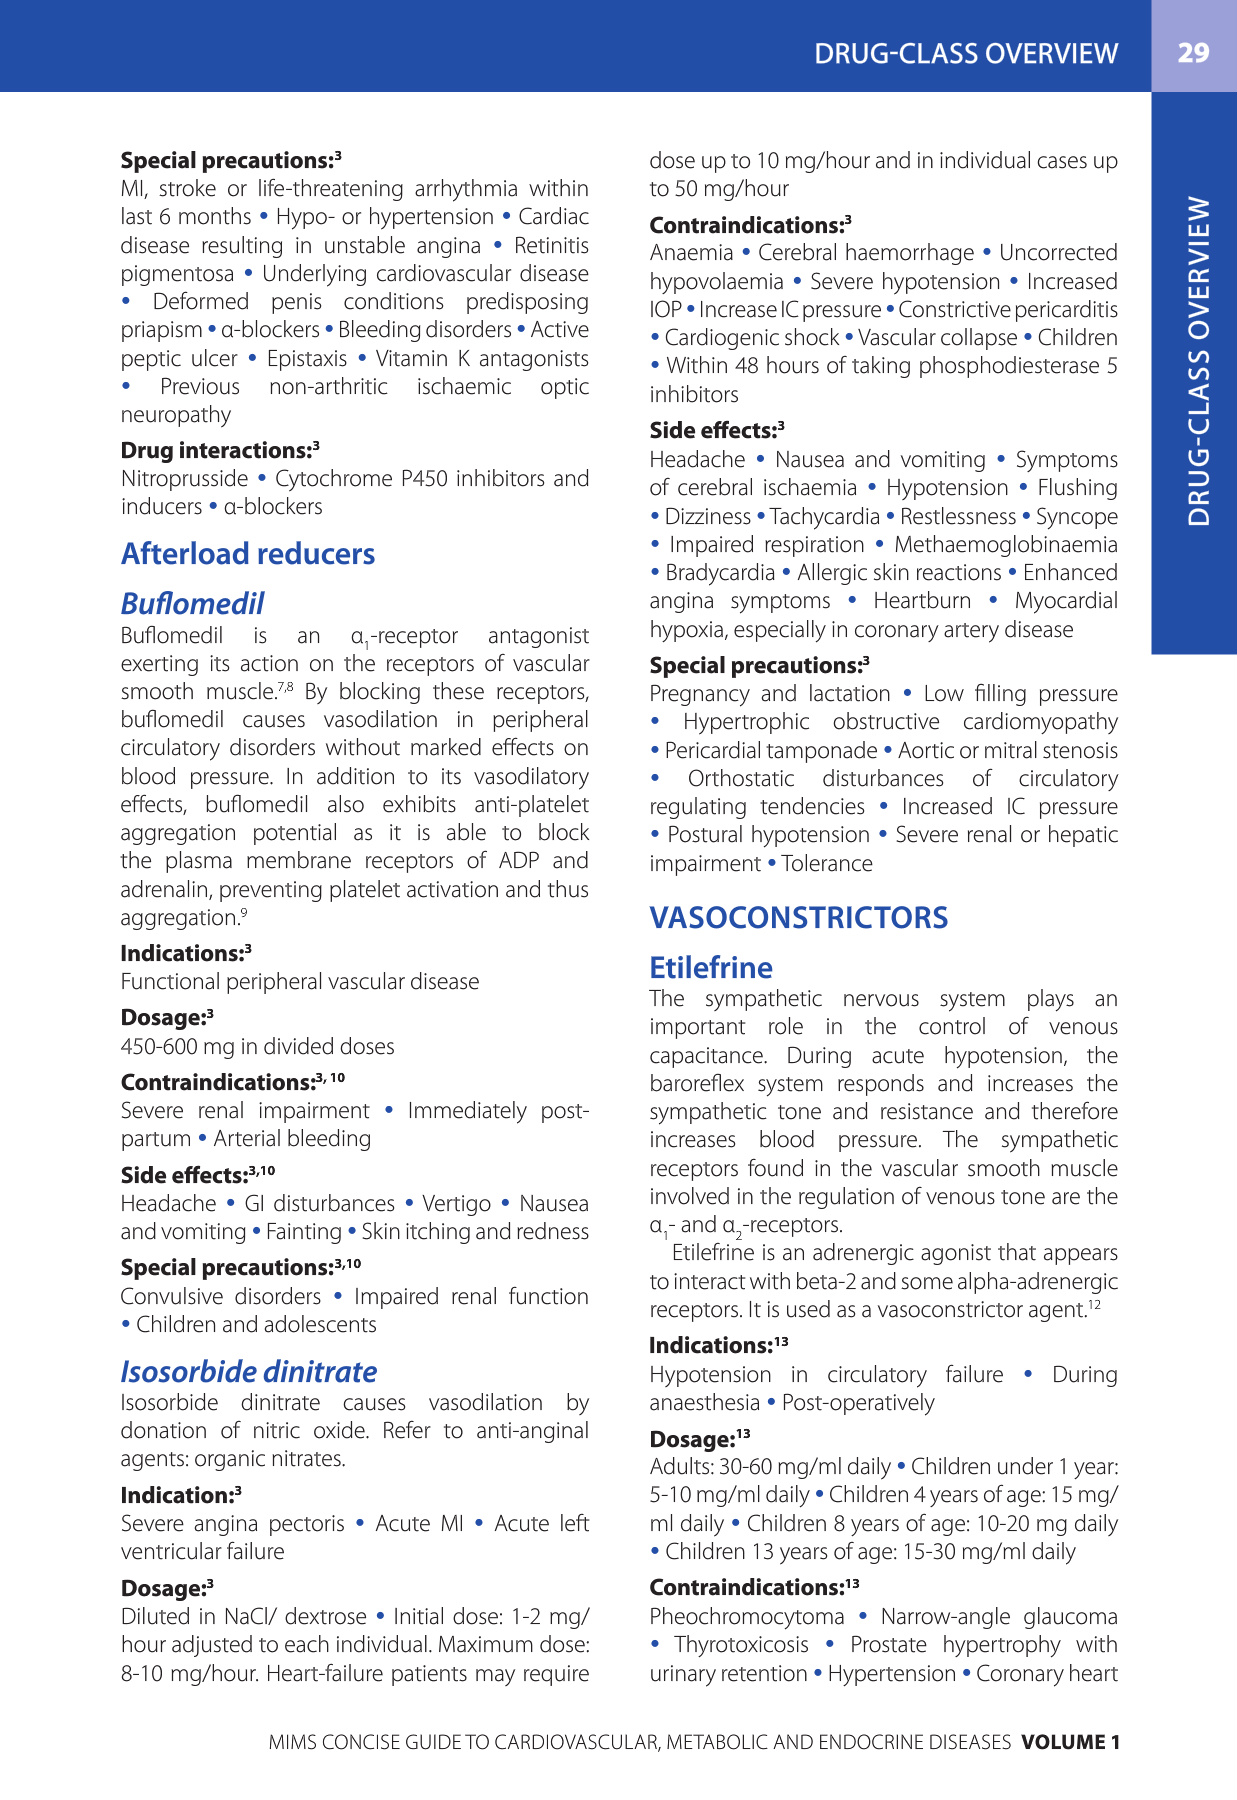 DRUG-CLASS OVERVIEW 29
Special precautions:³
MI, stroke or life-threatening arrhythmia within
last 6 months • Hypo- or hypertension • Cardiac
disease resulting in unstable angina • Retinitis
pigmentosa • Underlying cardiovascular disease
• Deformed penis conditions predisposing
priapism • α-blockers • Bleeding disorders • Active
peptic ulcer • Epistaxis • Vitamin K antagonists
• Previous non-arthritic ischaemic optic
neuropathy
Drug interactions:³
Nitroprusside • Cytochrome P450 inhibitors and
inducers • α-blockers
Afterload reducers
Buflomedil
Buflomedil is an α₁-receptor antagonist
exerting its action on the receptors of vascular
smooth muscle.⁷,⁸ By blocking these receptors,
buflomedil causes vasodilation in peripheral
circulatory disorders without marked effects on
blood pressure. In addition to its vasodilatory
effects, buflomedil also exhibits anti-platelet
aggregation potential as it is able to block
the plasma membrane receptors of ADP and
adrenalin, preventing platelet activation and thus
aggregation.⁹
Indications:³
Functional peripheral vascular disease
Dosage:³
450-600 mg in divided doses
Contraindications:³, ¹⁰
Severe renal impairment • Immediately post-
partum • Arterial bleeding
Side effects:³,¹⁰
Headache • GI disturbances • Vertigo • Nausea
and vomiting • Fainting • Skin itching and redness
Special precautions:³,¹⁰
Convulsive disorders • Impaired renal function
• Children and adolescents
Isosorbide dinitrate
Isosorbide dinitrate causes vasodilation by
donation of nitric oxide. Refer to anti-anginal
agents: organic nitrates.
Indication:³
Severe angina pectoris • Acute MI • Acute left
ventricular failure
Dosage:³
Diluted in NaCl/ dextrose • Initial dose: 1-2 mg/
hour adjusted to each individual. Maximum dose:
8-10 mg/hour. Heart-failure patients may require
dose up to 10 mg/hour and in individual cases up
to 50 mg/hour
Contraindications:³
Anaemia • Cerebral haemorrhage • Uncorrected
hypovolaemia • Severe hypotension • Increased
IOP • Increase IC pressure • Constrictive pericarditis
• Cardiogenic shock • Vascular collapse • Children
• Within 48 hours of taking phosphodiesterase 5
inhibitors
Side effects:³
Headache • Nausea and vomiting • Symptoms
of cerebral ischaemia • Hypotension • Flushing
• Dizziness • Tachycardia • Restlessness • Syncope
• Impaired respiration • Methaemoglobinaemia
• Bradycardia • Allergic skin reactions • Enhanced
angina symptoms • Heartburn • Myocardial
hypoxia, especially in coronary artery disease
Special precautions:³
Pregnancy and lactation • Low filling pressure
• Hypertrophic obstructive cardiomyopathy
• Pericardial tamponade • Aortic or mitral stenosis
• Orthostatic disturbances of circulatory
regulating tendencies • Increased IC pressure
• Postural hypotension • Severe renal or hepatic
impairment • Tolerance
VASOCONSTRICTORS
Etilefrine
The sympathetic nervous system plays an
important role in the control of venous
capacitance. During acute hypotension, the
baroreflex system responds and increases the
sympathetic tone and resistance and therefore
increases blood pressure. The sympathetic
receptors found in the vascular smooth muscle
involved in the regulation of venous tone are the
α₁- and α₂-receptors.
Etilefrine is an adrenergic agonist that appears
to interact with beta-2 and some alpha-adrenergic
receptors. It is used as a vasoconstrictor agent.¹²
Indications:¹³
Hypotension in circulatory failure • During
anaesthesia • Post-operatively
Dosage:¹³
Adults: 30-60 mg/ml daily • Children under 1 year:
5-10 mg/ml daily • Children 4 years of age: 15 mg/
ml daily • Children 8 years of age: 10-20 mg daily
• Children 13 years of age: 15-30 mg/ml daily
Contraindications:¹³
Pheochromocytoma • Narrow-angle glaucoma
• Thyrotoxicosis • Prostate hypertrophy with
urinary retention • Hypertension • Coronary heart
DRUG-CLASS OVERVIEW
MIMS CONCISE GUIDE TO CARDIOVASCULAR, METABOLIC AND ENDOCRINE DISEASES VOLUME 1